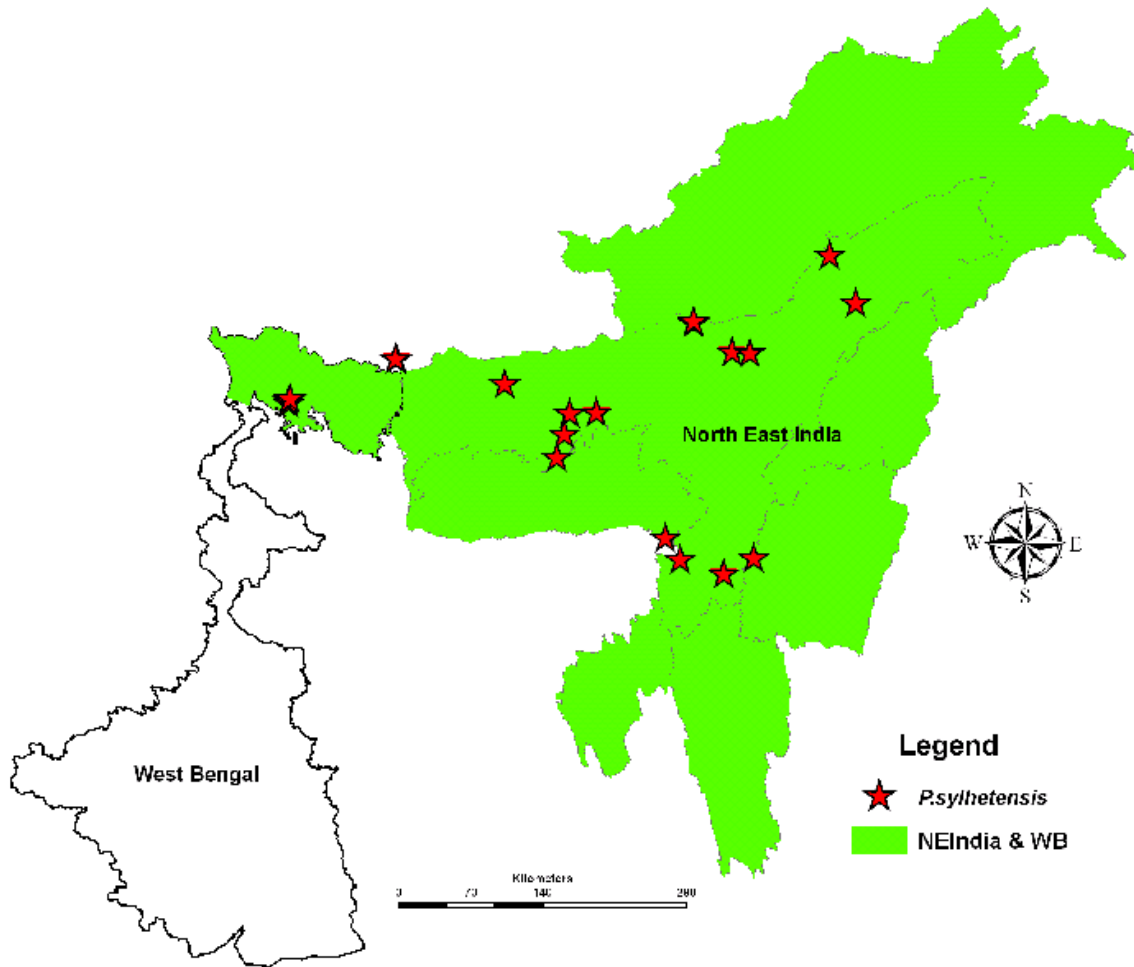 North East India
N
W
E
S
West Bengal
Legend
P.sylhetensis
NEIndia & WB
Kilometers
0 70 140 280